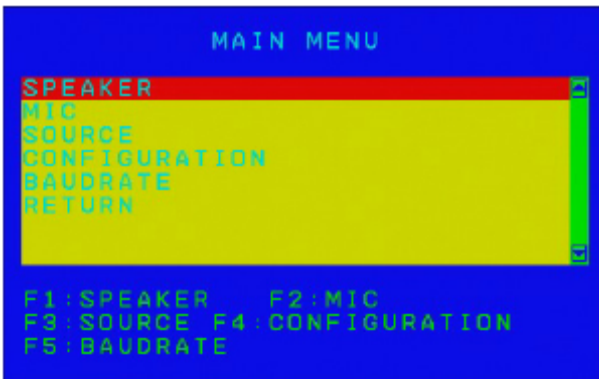 MAIN MENU
SPEAKER
MIC
SOURCE
CONFIGURATION
BAUDRATE
RETURN
F1:SPEAKER F2:MIC
F3:SOURCE F4:CONFIGURATION
F5:BAUDRATE